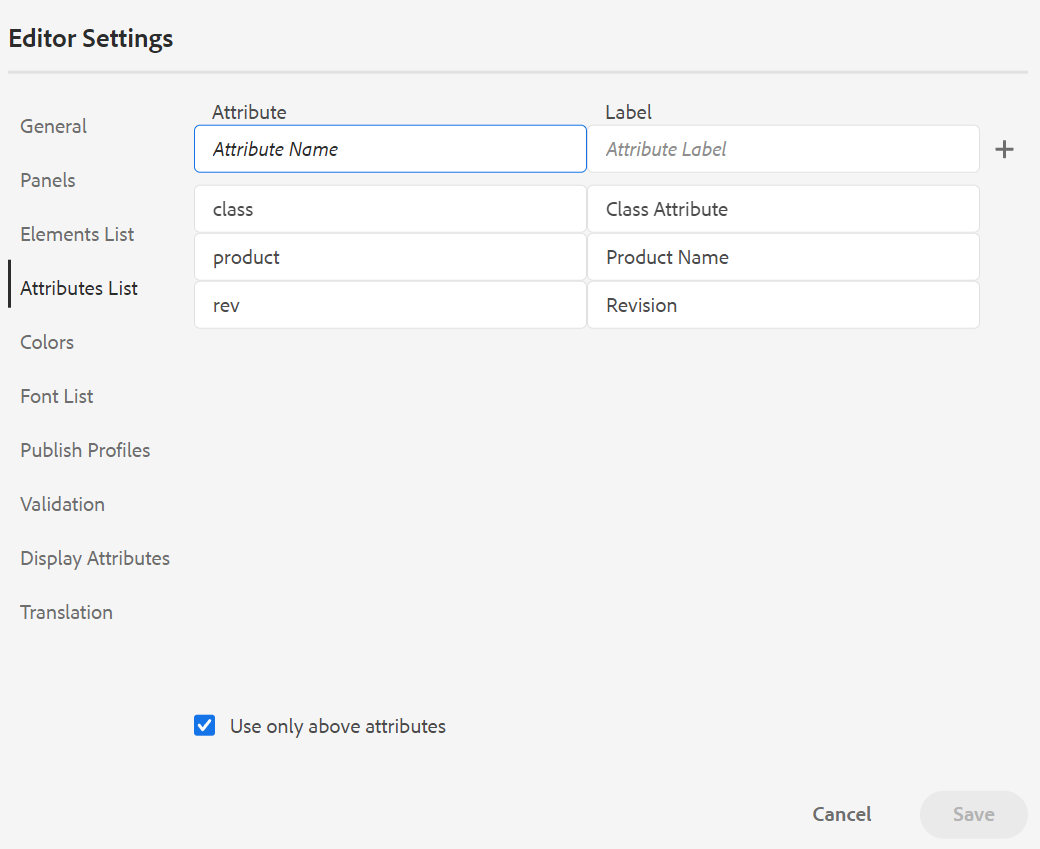 Editor Settings
General
Panels
Elements List
Attributes List
Colors
Font List
Publish Profiles
Validation
Display Attributes
Translation
Attribute Label
Attribute Name Attribute Label
class Class Attribute
product Product Name
rev Revision
Use only above attributes
Cancel Save